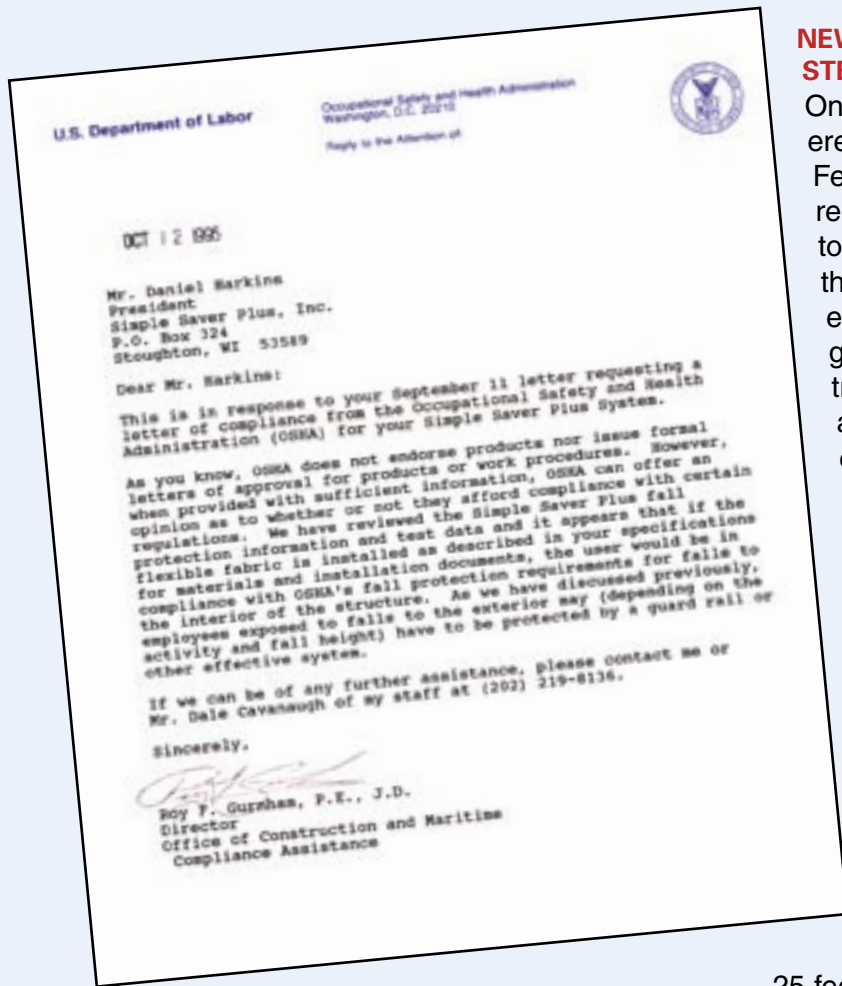 U.S. Department of Labor
Occupational Safety and Health Administration
Washington, D.C. 20210
Reply to the Attention of:
OCT 12 1995
Mr. Daniel Harkins
President
Simple Saver Plus, Inc.
P.O. Box 324
Stoughton, WI 53589
Dear Mr. Harkins:
This is in response to your September 11 letter requesting a
letter of compliance from the Occupational Safety and Health
Administration (OSHA) for your Simple Saver Plus System.
As you know, OSHA does not endorse products nor issue formal
letters of approval for products or work procedures. However,
when provided with sufficient information, OSHA can offer an
opinion as to whether or not they afford compliance with certain
regulations. We have reviewed the Simple Saver Plus fall
protection information and test data and it appears that if the
flexible fabric is installed as described in your specifications
for materials and installation documents, the user would be in
compliance with OSHA's fall protection requirements for falls to
the interior of the structure. As we have discussed previously,
employees exposed to falls to the exterior may (depending on the
activity and fall height) have to be protected by a guard rail or
other effective system.
If we can be of any further assistance, please contact me or
Mr. Dale Cavanaugh of my staff at (202) 219-8136.
Sincerely,
Roy F. Gurnham, P.E., J.D.
Director
Office of Construction and Maritime
Compliance Assistance
NEW
STE
On
ere
Fe
re
to
th
e
g
tr
a
25 fee